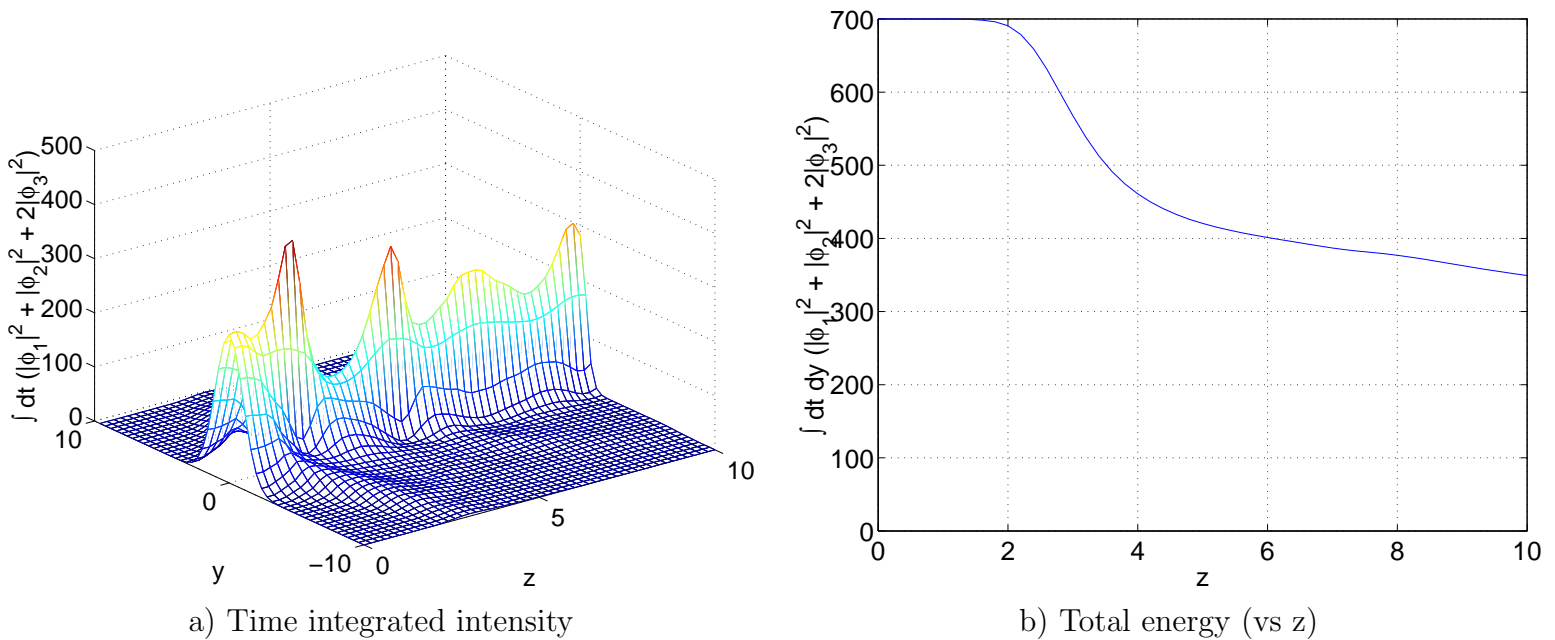 500
400
300
200
100
0
10
0
−10
0
5
10
y
z
∫ dt (|ϕ₁|² + |ϕ₂|² + 2|ϕ₃|²)
a) Time integrated intensity
700
600
500
400
300
200
100
0
0 2 4 6 8 10
z
∫ dt dy (|ϕ₁|² + |ϕ₂|² + 2|ϕ₃|²)
b) Total energy (vs z)